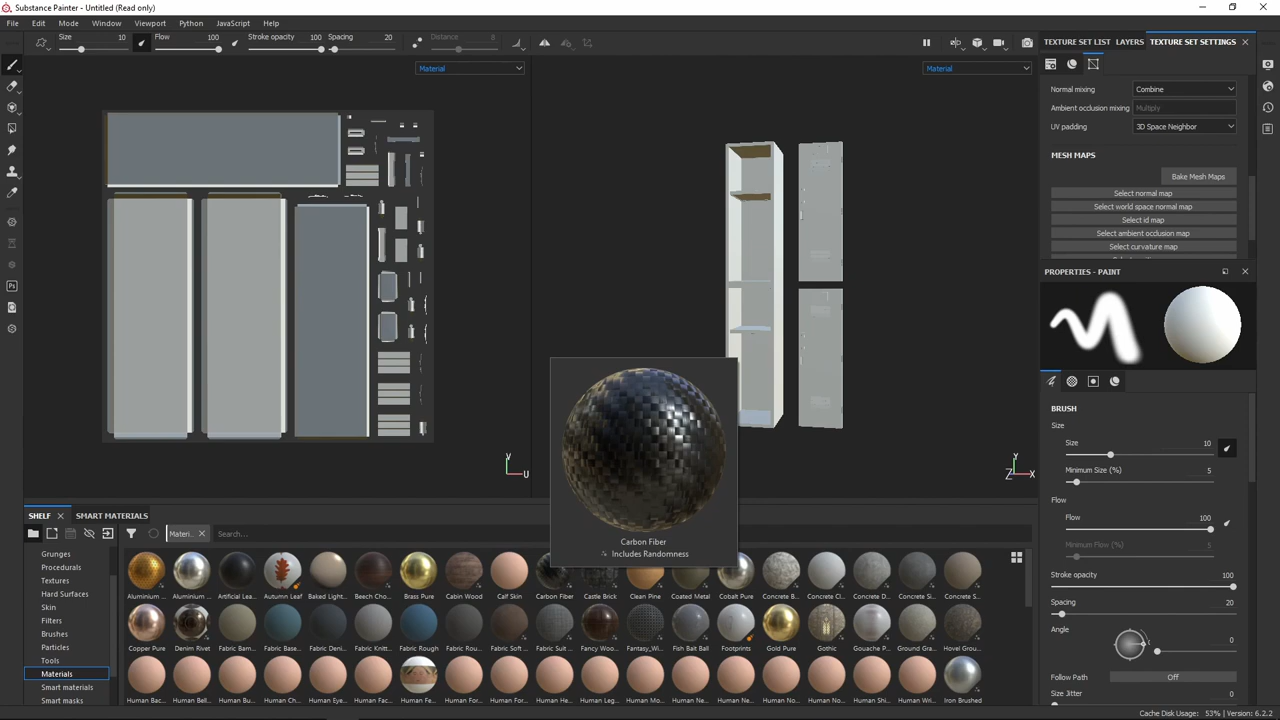 Substance Painter - Untitled (Read only)
File Edit Mode Window Viewport Python JavaScript Help
Size 10 Flow 100 Stroke opacity 100 Spacing 20 Distance 8
TEXTURE SET LIST LAYERS TEXTURE SET SETTINGS
Material
Material
Normal mixing Combine
Ambient occlusion mixing Multiply
UV padding 3D Space Neighbor
MESH MAPS
Bake Mesh Maps
Select normal map
Select world space normal map
Select id map
Select ambient occlusion map
Select curvature map
PROPERTIES - PAINT
BRUSH
Size
Size 10
Minimum Size (%) 5
Flow
Flow 100
Minimum Flow (%) 5
Stroke opacity 100
Spacing 20
Angle 0
Follow Path Off
Size Jitter 0
V
U
Y
Z X
Carbon Fiber
Includes Randomness
SHELF SMART MATERIALS
Materi... Search...
Grunges
Procedurals
Textures
Hard Surfaces
Skin
Filters
Brushes
Particles
Tools
Materials
Smart materials
Smart masks
Aluminium ... Aluminium ... Artificial Lea... Autumn Leaf Baked Light... Beech Cho... Brass Pure Cabin Wood Calf Skin Carbon Fiber Castle Brick Clean Pine Coated Metal Cobalt Pure Concrete B... Concrete C... Concrete D... Concrete Si... Concrete S...
Copper Pure Denim Rivet Fabric Bam... Fabric Base... Fabric Deni... Fabric Knitt... Fabric Rough Fabric Rou... Fabric Soft ... Fabric Suit ... Fancy Woo... Fantasy_Wi... Fish Bait Ball Footprints Gold Pure Gothic Gouache P... Ground Gra... Hovel Grou...
Human Bac... Human Bell... Human Bu... Human Ch... Human Eye... Human Fac... Human Fe... Human For... Human For... Human He... Human Leg... Human Mo... Human Ne... Human Ne... Human No... Human Shi... Human Wri... Iron Brushed
Cache Disk Usage: 53% | Version: 6.2.2